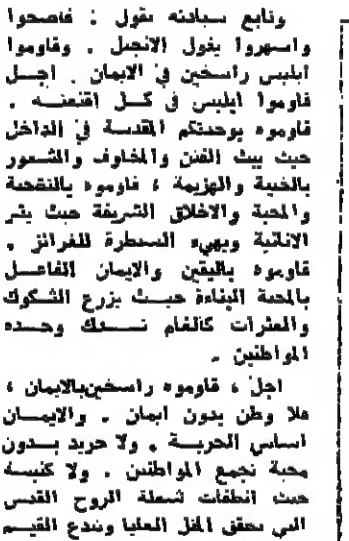 وتابع سيادته يقول : فاصحوا
واسهروا يقول الانجيل . وقاوموا
ابليس راسخين في الايمان . اجل
قاوموا ابليس في كل اقنعته .
قاوموه بوحدتكم المقدسة في الداخل
حيث يبث الفتن والمخاوف والشعور
بالخيبة والهزيمة ، قاوموه بالتضحية
والمحبة والاخلاق الشريفة حيث يثير
الانانية ويهيء السيطرة للغرائز .
قاوموه باليقين والايمان الفاعل
بالمحبة البناءة حيث يزرع الشكوك
والعثرات كالغام وحدة
المواطنين .
اجل ، قاوموه راسخين بالايمان ،
فلا وطن بدون ايمان . والايمان
اساس الحرية . ولا حرية بدون
محبة تجمع المواطنين . ولا كنيسة
حيث انطفأت شعلة الروح القدس
التي تحقق المثل العليا وتدع القيم